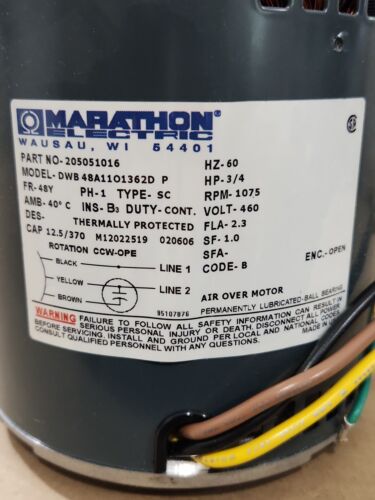 MARATHON
ELECTRIC
WAUSAU, WI 54401
PART NO-205051016
MODEL-DWB 48A11O1362D P
FR-48Y PH-1 TYPE-SC
AMB-40°C INS-B3 DUTY-CONT.
DES- THERMALLY PROTECTED
CAP 12.5/370 M12022519 020606
HZ-60
HP-3/4
RPM-1075
VOLT-460
FLA-2.3
SF-1.0
SFA-
CODE-B
ENC.-OPEN
ROTATION CCW-OPE
BLACK LINE 1
YELLOW LINE 2
BROWN
95107876
AIR OVER MOTOR
PERMANENTLY LUBRICATED-BALL BEARING
WARNING FAILURE TO FOLLOW ALL SAFETY INFORMATION CAN RESULT IN
SERIOUS PERSONAL INJURY OR DEATH. DISCONNECT ALL POWER
BEFORE SERVICING. INSTALL AND GROUND PER LOCAL AND NATIONAL
CONSULT QUALIFIED PERSONNEL WITH ANY QUESTIONS.